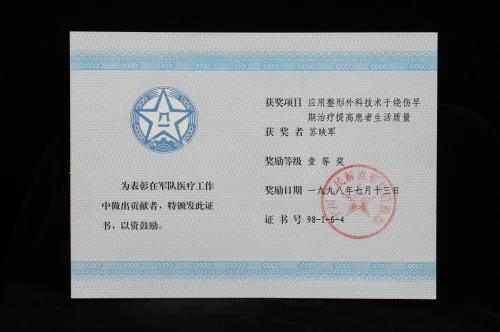 八一
为表彰在军队医疗工作
中做出贡献者，特颁发此证
书，以资鼓励。
获奖项目 应用整形外科技术于烧伤早
期治疗提高患者生活质量
获奖者 苏映军
奖励等级 壹等奖
奖励日期 一九九八年七月十三日
证书号 98-1-6-4